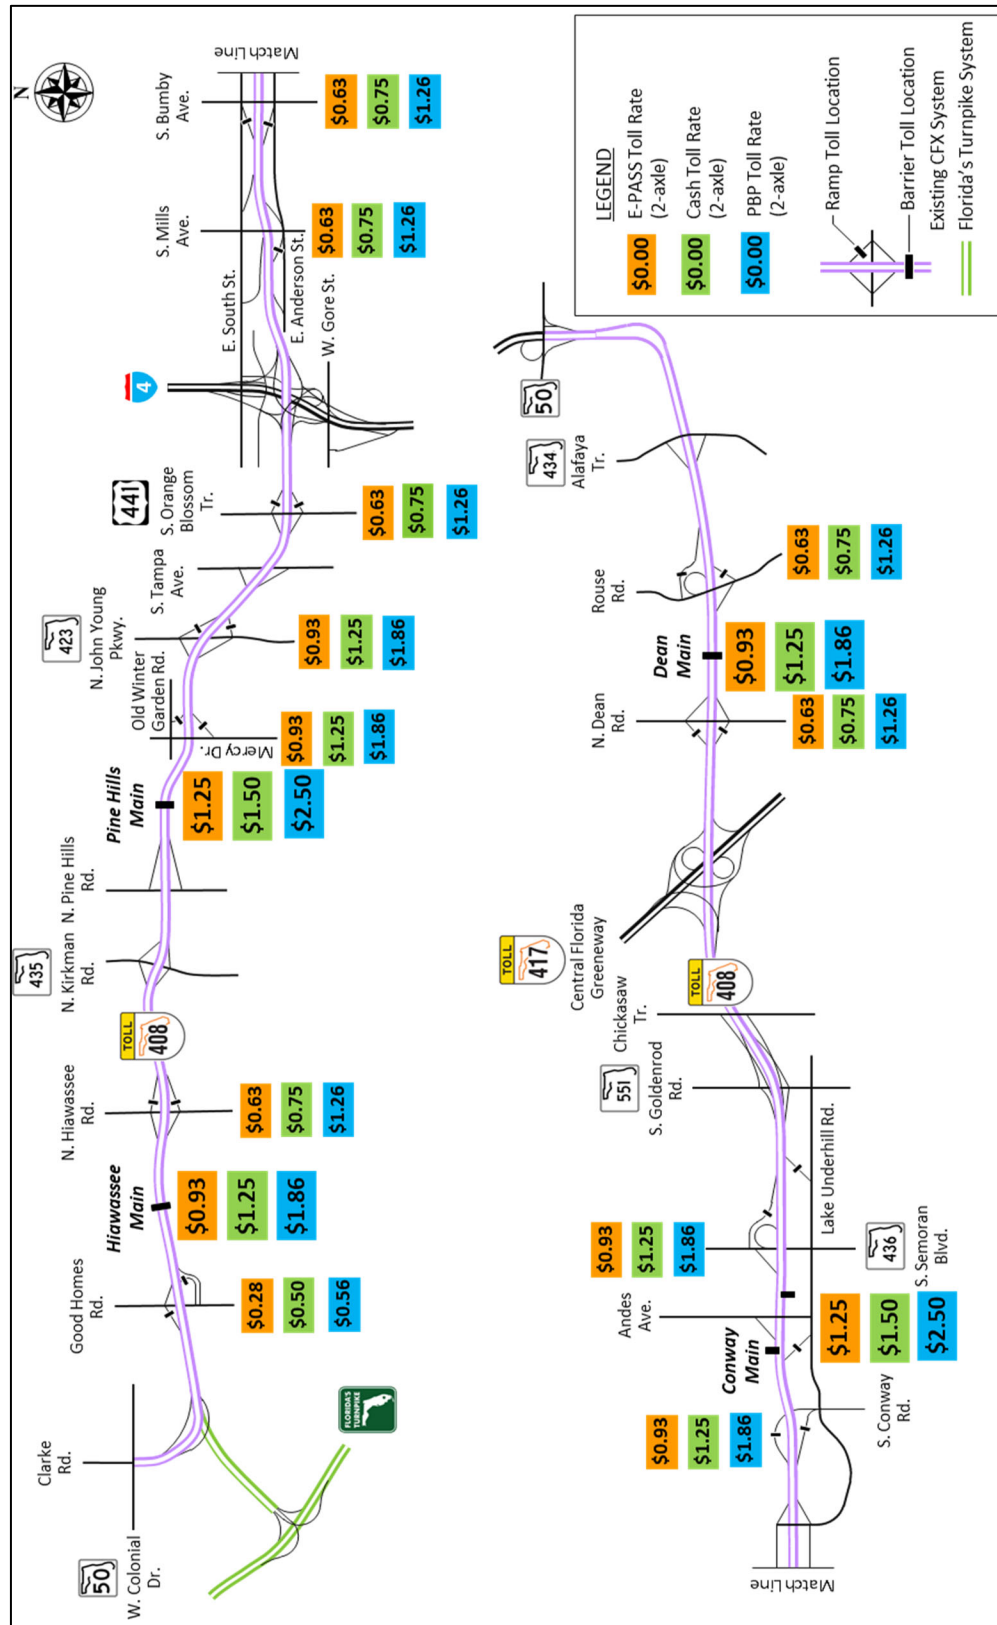 N
Match Line
S. Bumby
Ave.
$0.63
$0.75
$1.26
S. Mills
Ave.
$0.63
$0.75
$1.26
E. South St.
E. Anderson St.
W. Gore St.
4
441
S. Orange
Blossom
Tr.
$0.63
$0.75
$1.26
S. Tampa
Ave.
423
N. John Young
Pkwy.
$0.93
$1.25
$1.86
Old Winter
Garden Rd.
Mercy Dr.
$0.93
$1.25
$1.86
Pine Hills
Main
$1.25
$1.50
$2.50
N. Pine Hills
Rd.
435
N. Kirkman
Rd.
TOLL
408
N. Hiawassee
Rd.
$0.63
$0.75
$1.26
Hiawassee
Main
$0.93
$1.25
$1.86
Good Homes
Rd.
$0.28
$0.50
$0.56
FLORIDA'S
TURNPIKE
Clarke
Rd.
50
W. Colonial
Dr.
LEGEND
$0.00
E-PASS Toll Rate
(2-axle)
$0.00
Cash Toll Rate
(2-axle)
$0.00
PBP Toll Rate
(2-axle)
Ramp Toll Location
Barrier Toll Location
Existing CFX System
Florida's Turnpike System
50
434
Alafaya
Tr.
Rouse
Rd.
$0.63
$0.75
$1.26
Dean
Main
$0.93
$1.25
$1.86
N. Dean
Rd.
$0.63
$0.75
$1.26
TOLL
417
Central Florida
Greeneway
TOLL
408
Chickasaw
Tr.
551
S. Goldenrod
Rd.
Lake Underhill Rd.
$0.93
$1.25
$1.86
436
S. Semoran
Blvd.
Andes
Ave.
Conway
Main
$1.25
$1.50
$2.50
S. Conway
Rd.
$0.93
$1.25
$1.86
Match Line